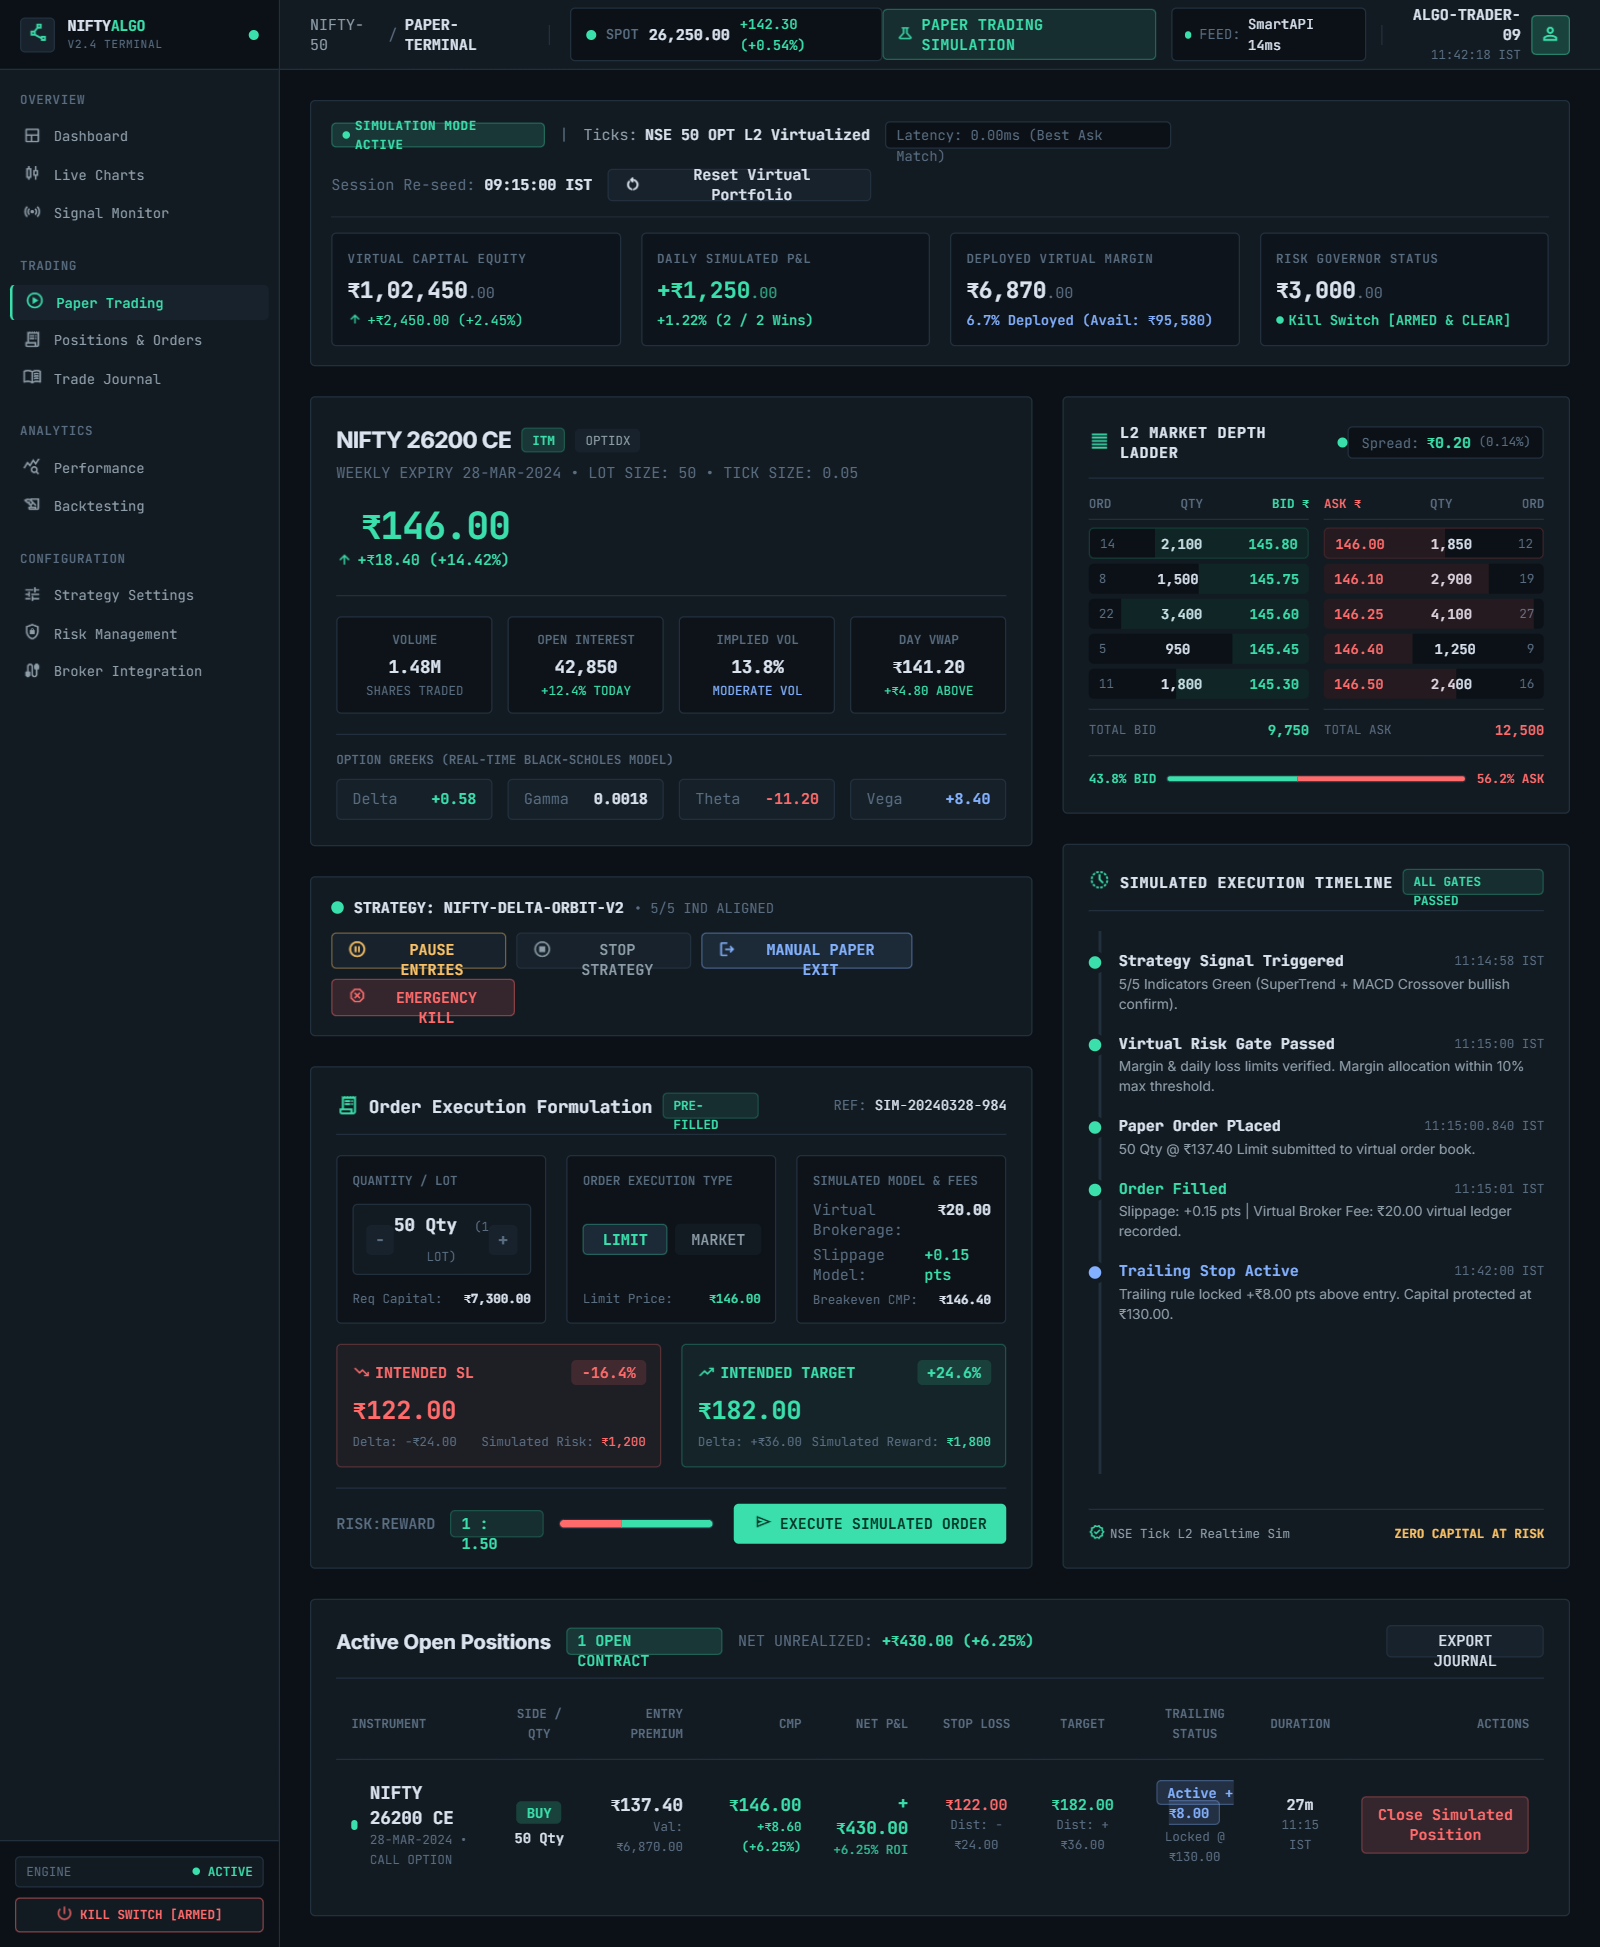 NIFTYALGO
V2.4 TERMINAL
NIFTY-50 / PAPER-TERMINAL
SPOT 26,250.00 +142.30 (+0.54%)
PAPER TRADING SIMULATION
FEED: SmartAPI 14ms
ALGO-TRADER-09
11:42:18 IST
OVERVIEW
Dashboard
Live Charts
Signal Monitor
TRADING
Paper Trading
Positions & Orders
Trade Journal
ANALYTICS
Performance
Backtesting
CONFIGURATION
Strategy Settings
Risk Management
Broker Integration
ENGINE ACTIVE
KILL SWITCH [ARMED]
SIMULATION MODE ACTIVE | Ticks: NSE 50 OPT L2 Virtualized Latency: 0.00ms (Best Ask Match)
Session Re-seed: 09:15:00 IST Reset Virtual Portfolio
VIRTUAL CAPITAL EQUITY
₹1,02,450.00
+₹2,450.00 (+2.45%)
DAILY SIMULATED P&L
+₹1,250.00
+1.22% (2 / 2 Wins)
DEPLOYED VIRTUAL MARGIN
₹6,870.00
6.7% Deployed (Avail: ₹95,580)
RISK GOVERNOR STATUS
₹3,000.00
Kill Switch [ARMED & CLEAR]
NIFTY 26200 CE ITM OPTIDX
WEEKLY EXPIRY 28-MAR-2024 • LOT SIZE: 50 • TICK SIZE: 0.05
₹146.00
+₹18.40 (+14.42%)
VOLUME
1.48M
SHARES TRADED
OPEN INTEREST
42,850
+12.4% TODAY
IMPLIED VOL
13.8%
MODERATE VOL
DAY VWAP
₹141.20
+₹4.80 ABOVE
OPTION GREEKS (REAL-TIME BLACK-SCHOLES MODEL)
Delta +0.58
Gamma 0.0018
Theta -11.20
Vega +8.40
L2 MARKET DEPTH LADDER
Spread: ₹0.20 (0.14%)
ORD QTY BID ₹ ASK ₹ QTY ORD
14 2,100 145.80 146.00 1,850 12
8 1,500 145.75 146.10 2,900 19
22 3,400 145.60 146.25 4,100 27
5 950 145.45 146.40 1,250 9
11 1,800 145.30 146.50 2,400 16
TOTAL BID 9,750 TOTAL ASK 12,500
43.8% BID 56.2% ASK
STRATEGY: NIFTY-DELTA-ORBIT-V2 • 5/5 IND ALIGNED
PAUSE ENTRIES
STOP STRATEGY
MANUAL PAPER EXIT
EMERGENCY KILL
SIMULATED EXECUTION TIMELINE ALL GATES PASSED
Strategy Signal Triggered 11:14:58 IST
5/5 Indicators Green (SuperTrend + MACD Crossover bullish
confirm).
Virtual Risk Gate Passed 11:15:00 IST
Margin & daily loss limits verified. Margin allocation within 10%
max threshold.
Paper Order Placed 11:15:00.840 IST
50 Qty @ ₹137.40 Limit submitted to virtual order book.
Order Filled 11:15:01 IST
Slippage: +0.15 pts | Virtual Broker Fee: ₹20.00 virtual ledger
recorded.
Trailing Stop Active 11:42:00 IST
Trailing rule locked +₹8.00 pts above entry. Capital protected at
₹130.00.
NSE Tick L2 Realtime Sim ZERO CAPITAL AT RISK
Order Execution Formulation PRE-FILLED REF: SIM-20240328-984
QUANTITY / LOT
- 50 Qty (1 LOT) +
Req Capital: ₹7,300.00
ORDER EXECUTION TYPE
LIMIT MARKET
Limit Price: ₹146.00
SIMULATED MODEL & FEES
Virtual Brokerage: ₹20.00
Slippage Model: +0.15 pts
Breakeven CMP: ₹146.40
INTENDED SL -16.4%
₹122.00
Delta: -₹24.00 Simulated Risk: ₹1,200
INTENDED TARGET +24.6%
₹182.00
Delta: +₹36.00 Simulated Reward: ₹1,800
RISK:REWARD 1 : 1.50
EXECUTE SIMULATED ORDER
Active Open Positions 1 OPEN CONTRACT NET UNREALIZED: +₹430.00 (+6.25%)
EXPORT JOURNAL
INSTRUMENT SIDE / QTY ENTRY PREMIUM CMP NET P&L STOP LOSS TARGET TRAILING STATUS DURATION ACTIONS
NIFTY 26200 CE
28-MAR-2024 • CALL OPTION
BUY
50 Qty
₹137.40
Val: ₹6,870.00
₹146.00
+₹8.60 (+6.25%)
+₹430.00
+6.25% ROI
₹122.00
Dist: -₹24.00
₹182.00
Dist: +₹36.00
Active +₹8.00
Locked @ ₹130.00
27m
11:15 IST
Close Simulated Position